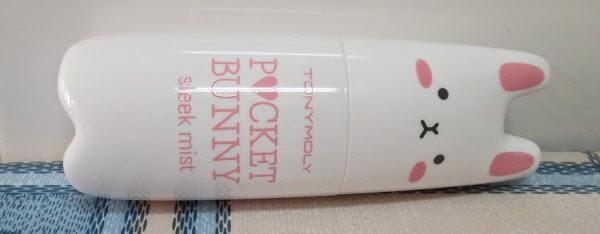 TONYMOLY
POCKET
BUNNY
sleek mist